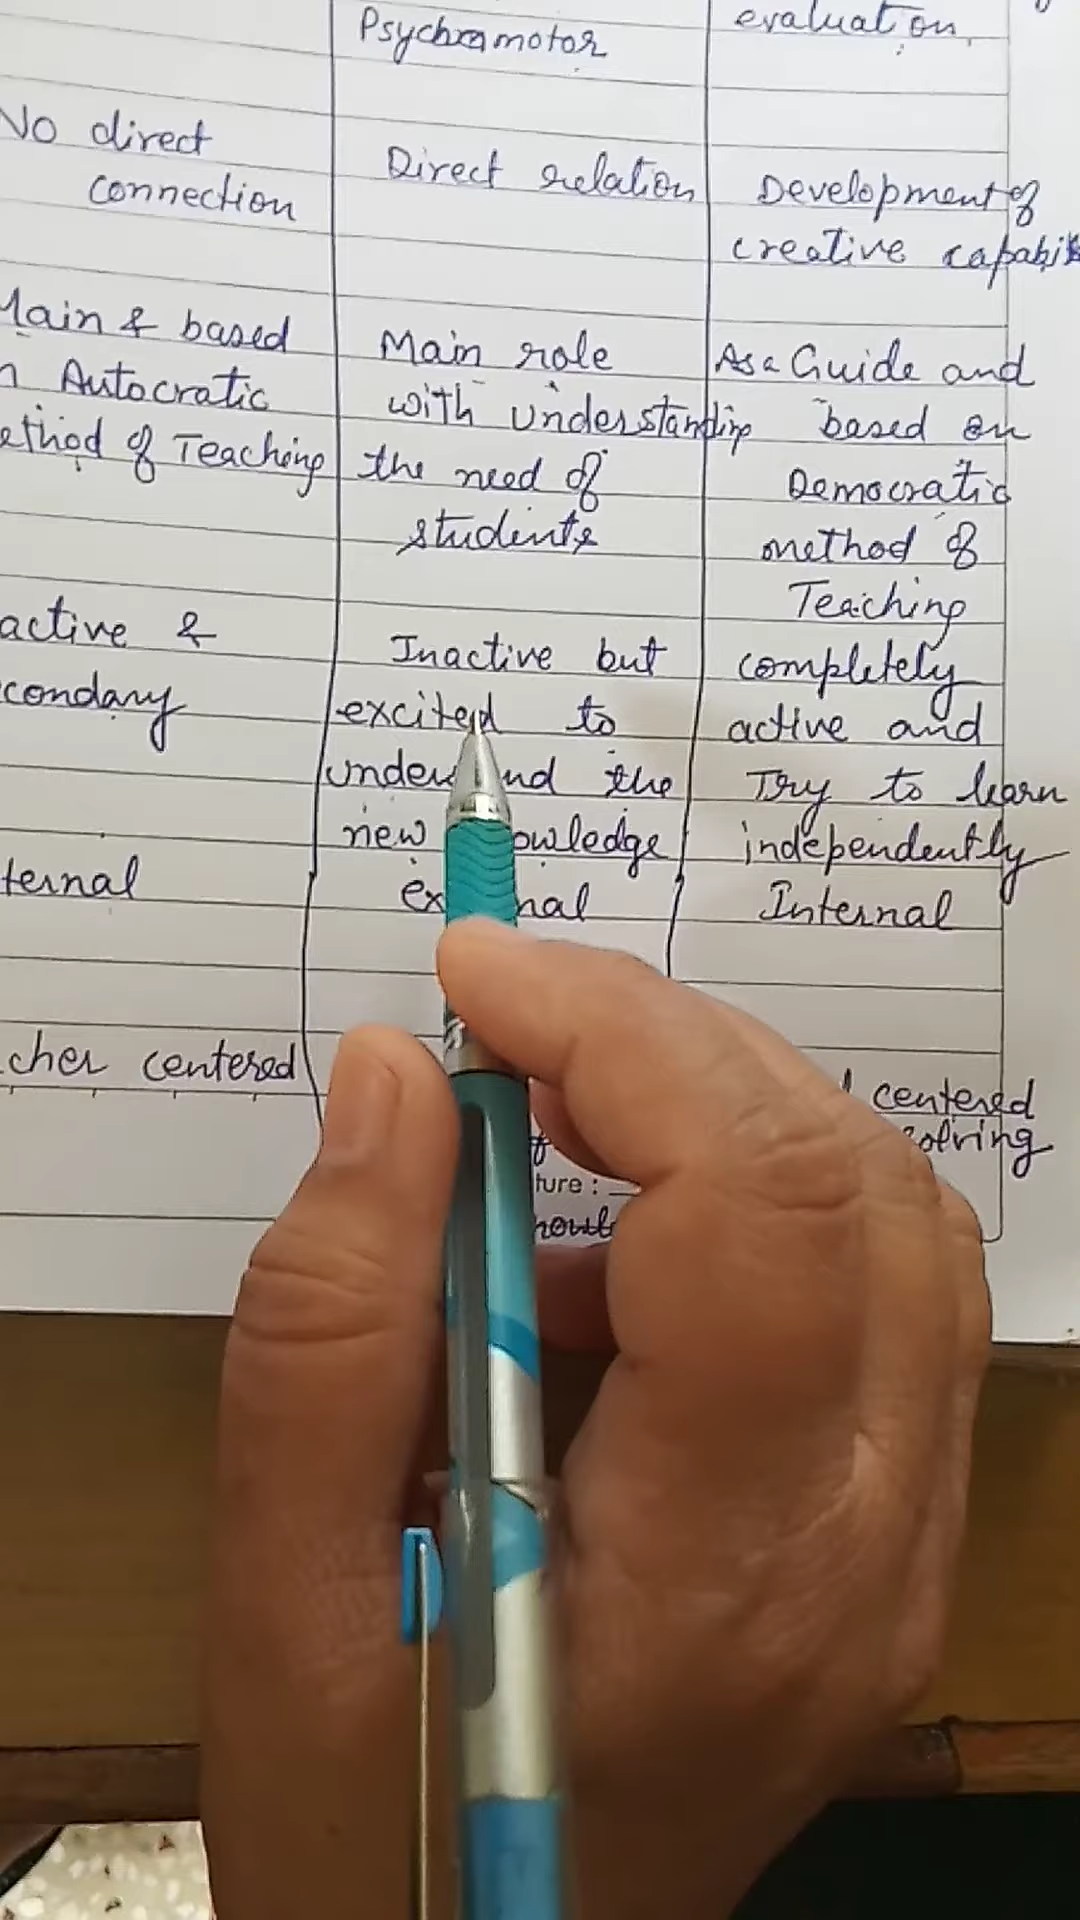 Psychomotor
evaluation.
No direct
connection
Direct relation
Development of
creative
Main & based
Autocratic
of Teaching
Main role
with understanding
the need of
students
As a Guide and
based on
Democratic
method of
Teaching
active &
Inactive but
excited to
the
new
completely
active and
Try to learn
independently
Internal
centered
centered